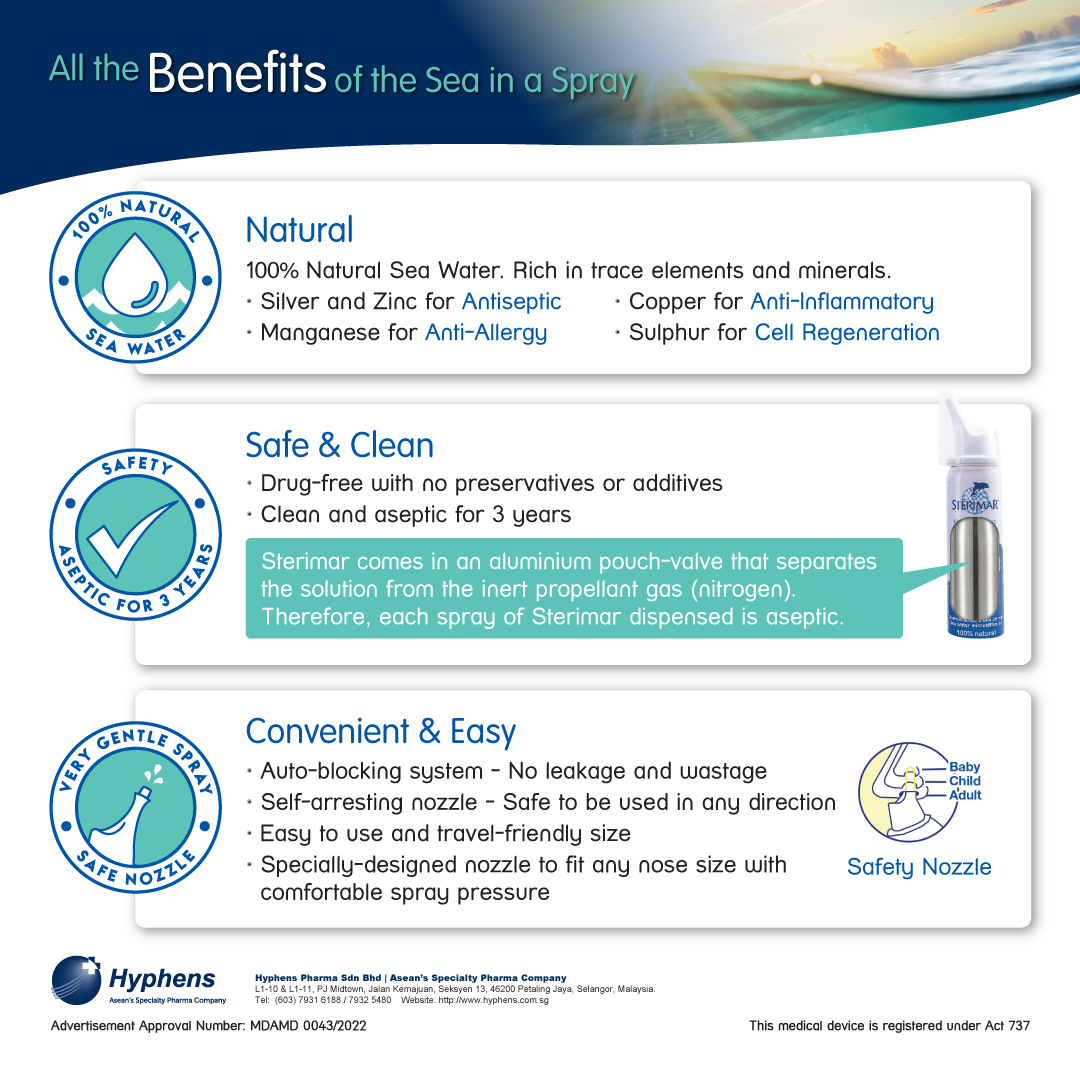 All the Benefits of the Sea in a Spray
100% NATURAL
SEA WATER
Natural
100% Natural Sea Water. Rich in trace elements and minerals.
· Silver and Zinc for Antiseptic
· Copper for Anti-Inflammatory
· Manganese for Anti-Allergy
· Sulphur for Cell Regeneration
SAFETY
ASEPTIC FOR 3 YEARS
Safe & Clean
· Drug-free with no preservatives or additives
· Clean and aseptic for 3 years
Sterimar comes in an aluminium pouch-valve that separates
the solution from the inert propellant gas (nitrogen).
Therefore, each spray of Sterimar dispensed is aseptic.
STERIMAR
100% natural
VERY GENTLE SPRAY
SAFE NOZZLE
Convenient & Easy
· Auto-blocking system - No leakage and wastage
· Self-arresting nozzle - Safe to be used in any direction
· Easy to use and travel-friendly size
· Specially-designed nozzle to fit any nose size with
comfortable spray pressure
Baby
Child
Adult
Safety Nozzle
Hyphens
Asean's Specialty Pharma Company
Hyphens Pharma Sdn Bhd | Asean's Specialty Pharma Company
L1-10 & L1-11, PJ Midtown, Jalan Kemajuan, Seksyen 13, 46200 Petaling Jaya, Selangor, Malaysia.
Tel: (603) 7931 6188 / 7932 5480 Website: http://www.hyphens.com.sg
Advertisement Approval Number: MDAMD 0043/2022
This medical device is registered under Act 737